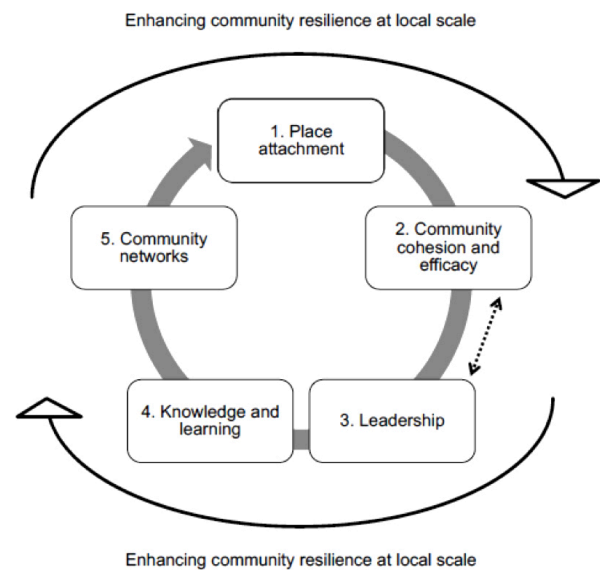 Enhancing community resilience at local scale
1. Place
attachment
2. Community
cohesion and
efficacy
3. Leadership
4. Knowledge and
learning
5. Community
networks
Enhancing community resilience at local scale